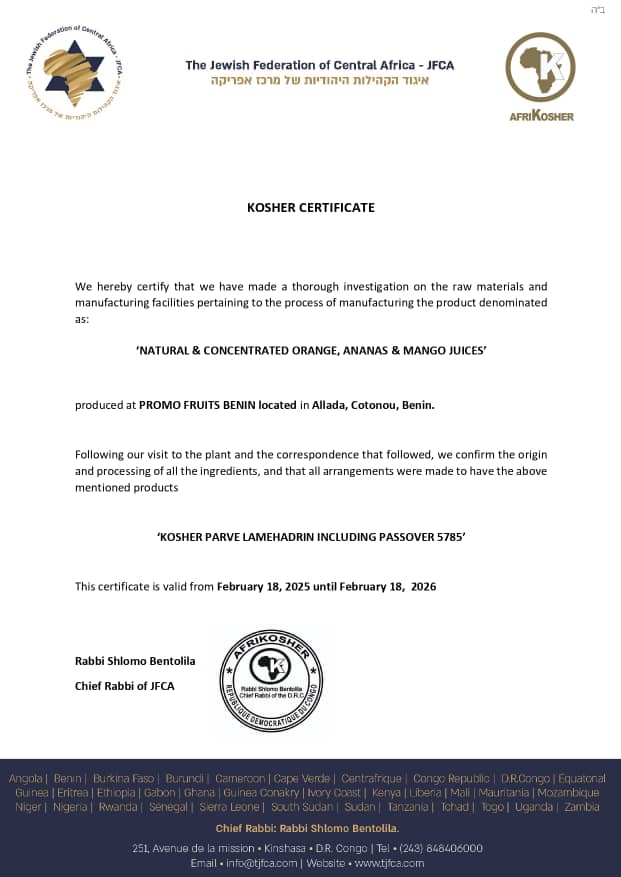 ב״ה
The Jewish Federation of Central Africa - JFCA
איגוד הקהילות היהודיות של מרכז אפריקה
The Jewish Federation of Central Africa - JFCA
איגוד הקהילות היהודיות של מרכז אפריקה
K
AFRIKOSHER
KOSHER CERTIFICATE
We hereby certify that we have made a thorough investigation on the raw materials and
manufacturing facilities pertaining to the process of manufacturing the product denominated
as:
‘NATURAL & CONCENTRATED ORANGE, ANANAS & MANGO JUICES’
produced at PROMO FRUITS BENIN located in Allada, Cotonou, Benin.
Following our visit to the plant and the correspondence that followed, we confirm the origin
and processing of all the ingredients, and that all arrangements were made to have the above
mentioned products
‘KOSHER PARVE LAMEHADRIN INCLUDING PASSOVER 5785’
This certificate is valid from February 18, 2025 until February 18, 2026
Rabbi Shlomo Bentolila
Chief Rabbi of JFCA
AFRIKOSHER
K
Rabbi Shlomo Bentolila
Chief Rabbi of the D.R.C
REPUBLIQUE DEMOCRATIQUE DU CONGO
Angola | Benin | Burkina Faso | Burundi | Cameroon | Cape Verde | Centrafrique | Congo Republic | D.R.Congo | Equatonal
Guinea | Eritrea | Ethiopia | Gabon | Ghana | Guinea Conakry | Ivory Coast | Kenya | Liberia | Mali | Mauritania | Mozambique
Niger | Nigeria | Rwanda | Sénégal | Sierra Leone | South Sudan | Sudan | Tanzania | Tchad | Togo | Uganda | Zambia
Chief Rabbi: Rabbi Shlomo Bentolila.
251, Avenue de la mission • Kinshasa • D.R. Congo | Tel • (243) 848406000
Email • info@tjfca.com | Website • www.tjfca.com